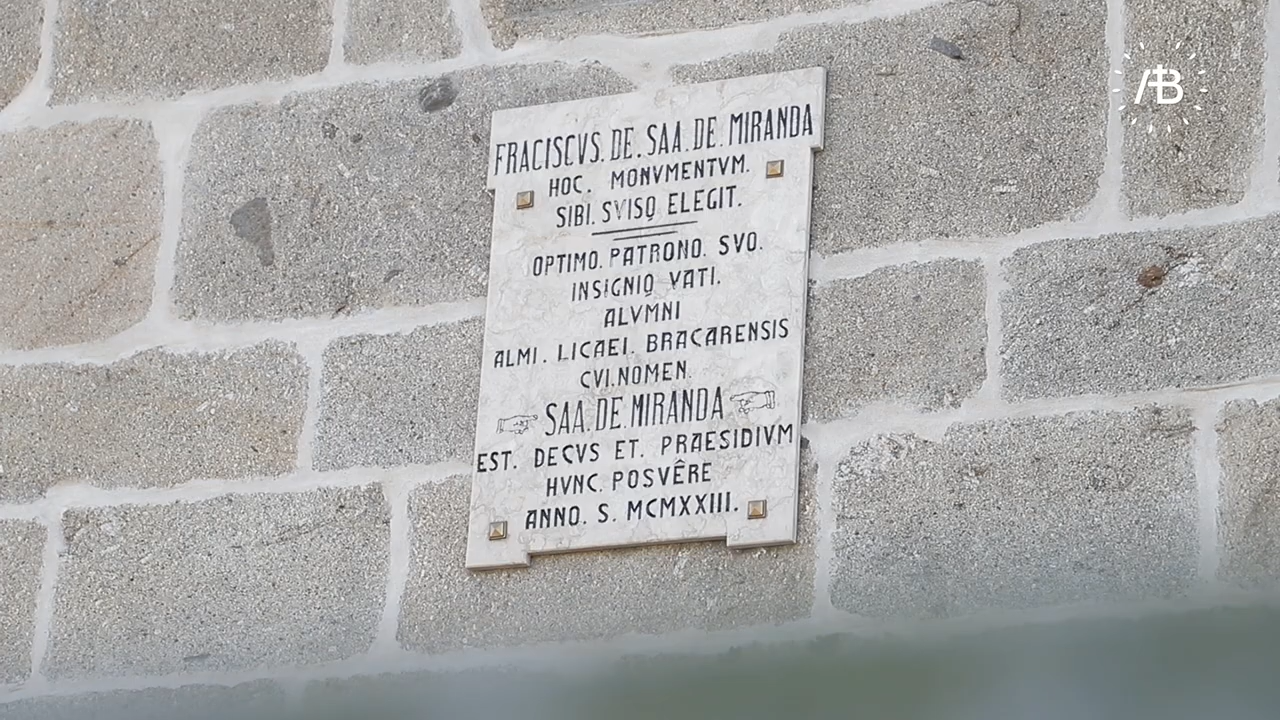 FRACISCVS. DE. SAA. DE. MIRANDA
HOC. MONVMENTVM.
SIBI. SVISQ ELEGIT.
OPTIMO. PATRONO. SVO.
INSIGNIQ VATI.
ALVMNI
ALMI. LICAEI. BRACARENSIS
CVI. NOMEN.
SAA. DE. MIRANDA
EST. DECVS ET. PRAESIDIVM
HVNC. POSVÊRE
ANNO. S. MCMXXIII.